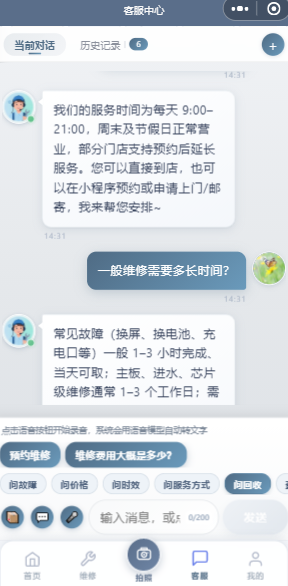 客服中心
当前对话 历史记录 6
14:31
我们的服务时间为每天 9:00–
21:00，周末及节假日正常营
业，部分门店支持预约后延长
服务。您可以直接到店，也可
以在小程序预约或申请上门/邮
寄，我来帮您安排~
14:31
一般维修需要多长时间？
14:31
常见故障（换屏、换电池、充
电口等）一般 1–3 小时完成、
当天可取；主板、进水、芯片
级维修通常 1–3 个工作日；需
点击语音按钮开始录音，系统会用语音模型自动转文字
预约维修 维修费用大概是多少？
问故障 问价格 问时效 问服务方式 问回收
输入消息，或点 0/200 发送
首页 维修 拍照 客服 我的